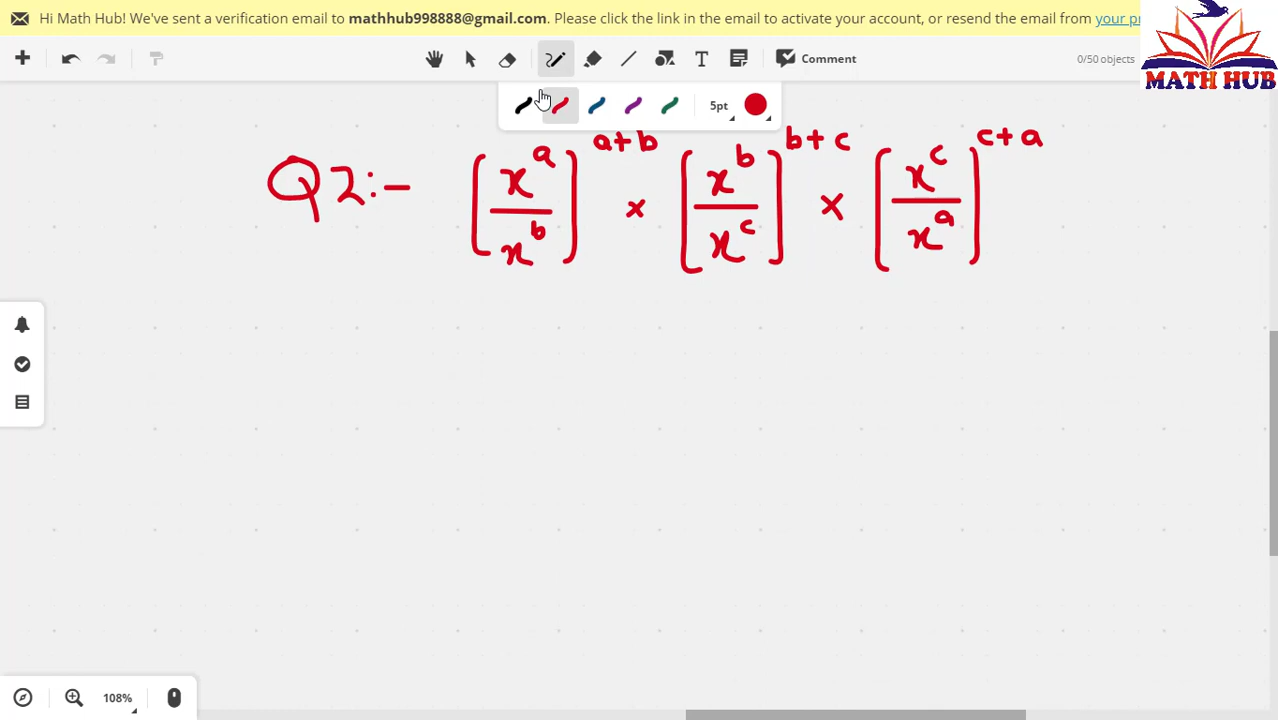 Hi Math Hub! We've sent a verification email to mathhub998888@gmail.com. Please click the link in the email to activate your account, or resend the email from your pr
MATH HUB
Comment
0/50 objects
5pt
Q2:- [x^a/x^b]^(a+b) × [x^b/x^c]^(b+c) × [x^c/x^a]^(c+a)
108%